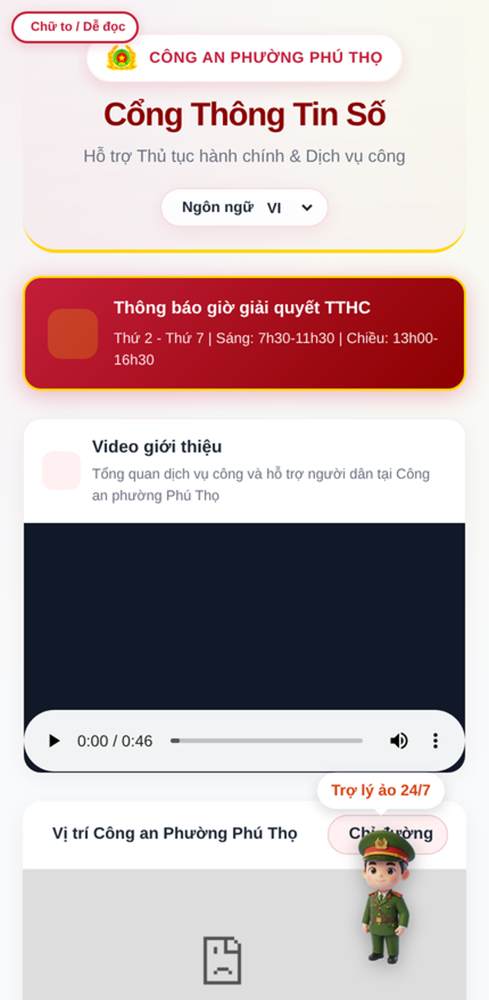 Chữ to / Dễ đọc
CÔNG AN PHƯỜNG PHÚ THỌ
Cổng Thông Tin Số
Hỗ trợ Thủ tục hành chính & Dịch vụ công
Ngôn ngữ VI
Thông báo giờ giải quyết TTHC
Thứ 2 - Thứ 7 | Sáng: 7h30-11h30 | Chiều: 13h00-
16h30
Video giới thiệu
Tổng quan dịch vụ công và hỗ trợ người dân tại Công
an phường Phú Thọ
0:00 / 0:46
Trợ lý ảo 24/7
Vị trí Công an Phường Phú Thọ
Chỉ đường